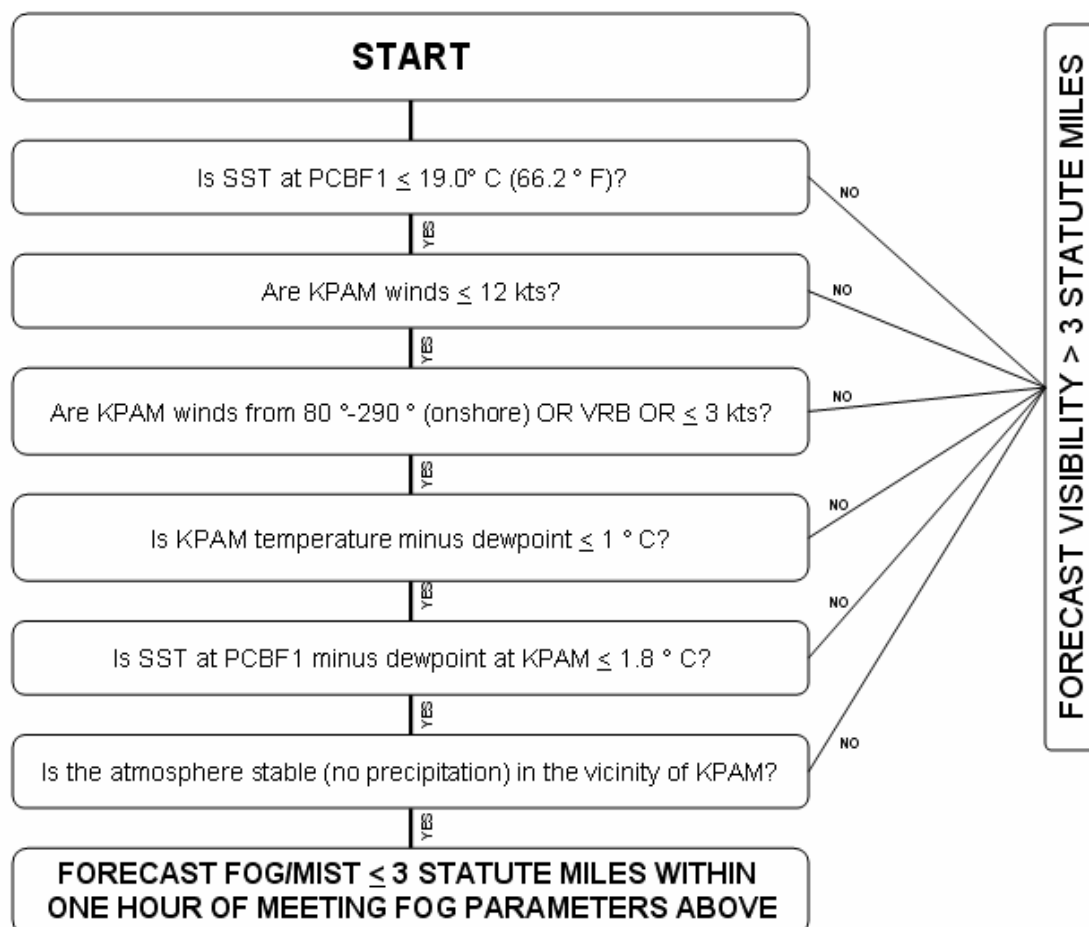 START
Is SST at PCBF1 ≤ 19.0° C (66.2 ° F)?
NO
YES
Are KPAM winds ≤ 12 kts?
NO
YES
Are KPAM winds from 80 °-290 ° (onshore) OR VRB OR ≤ 3 kts?
NO
YES
Is KPAM temperature minus dewpoint ≤ 1 ° C?
NO
YES
Is SST at PCBF1 minus dewpoint at KPAM ≤ 1.8 ° C?
NO
YES
Is the atmosphere stable (no precipitation) in the vicinity of KPAM?
NO
YES
FORECAST FOG/MIST ≤ 3 STATUTE MILES WITHIN
ONE HOUR OF MEETING FOG PARAMETERS ABOVE
FORECAST VISIBILITY > 3 STATUTE MILES